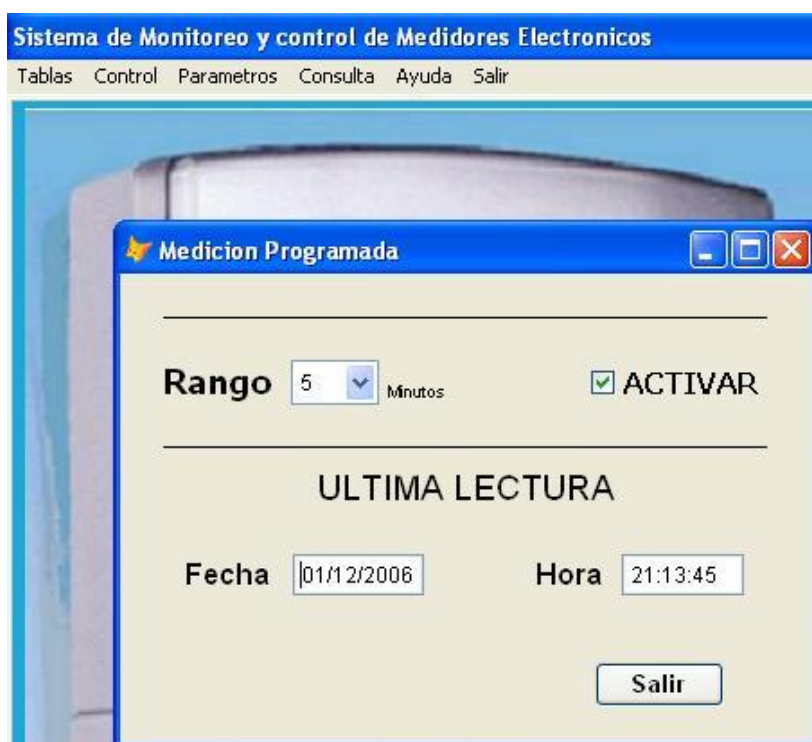 Sistema de Monitoreo y control de Medidores Electronicos
Tablas Control Parametros Consulta Ayuda Salir
Medicion Programada
Rango 5 Minutos ACTIVAR
ULTIMA LECTURA
Fecha 01/12/2006 Hora 21:13:45
Salir